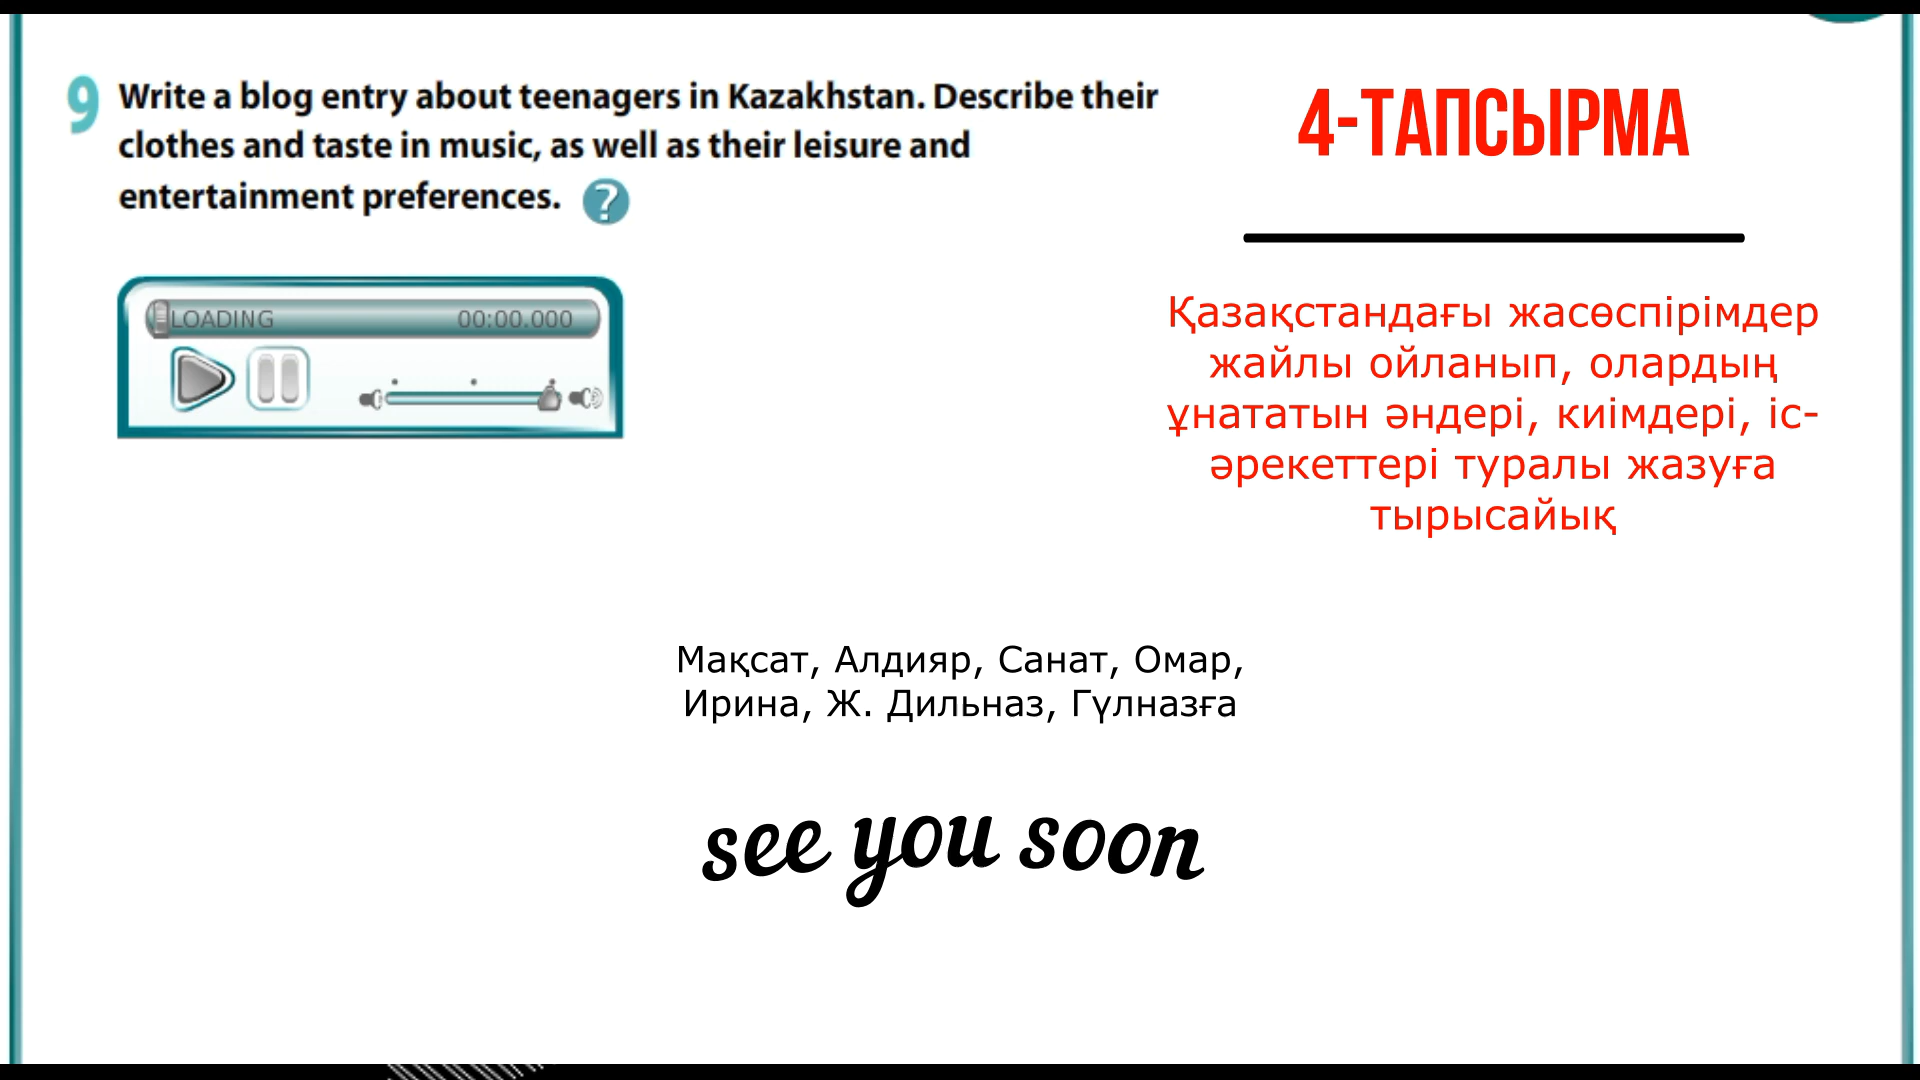 9 Write a blog entry about teenagers in Kazakhstan. Describe their
clothes and taste in music, as well as their leisure and
entertainment preferences. ?
LOADING 00:00.000
4-ТАПСЫРМА
Қазақстандағы жасөспірімдер
жайлы ойланып, олардың
ұнататын әндері, киімдері, іс-
әрекеттері туралы жазуға
тырысайық
Мақсат, Алдияр, Санат, Омар,
Ирина, Ж. Дильназ, Гүлназға
see you soon